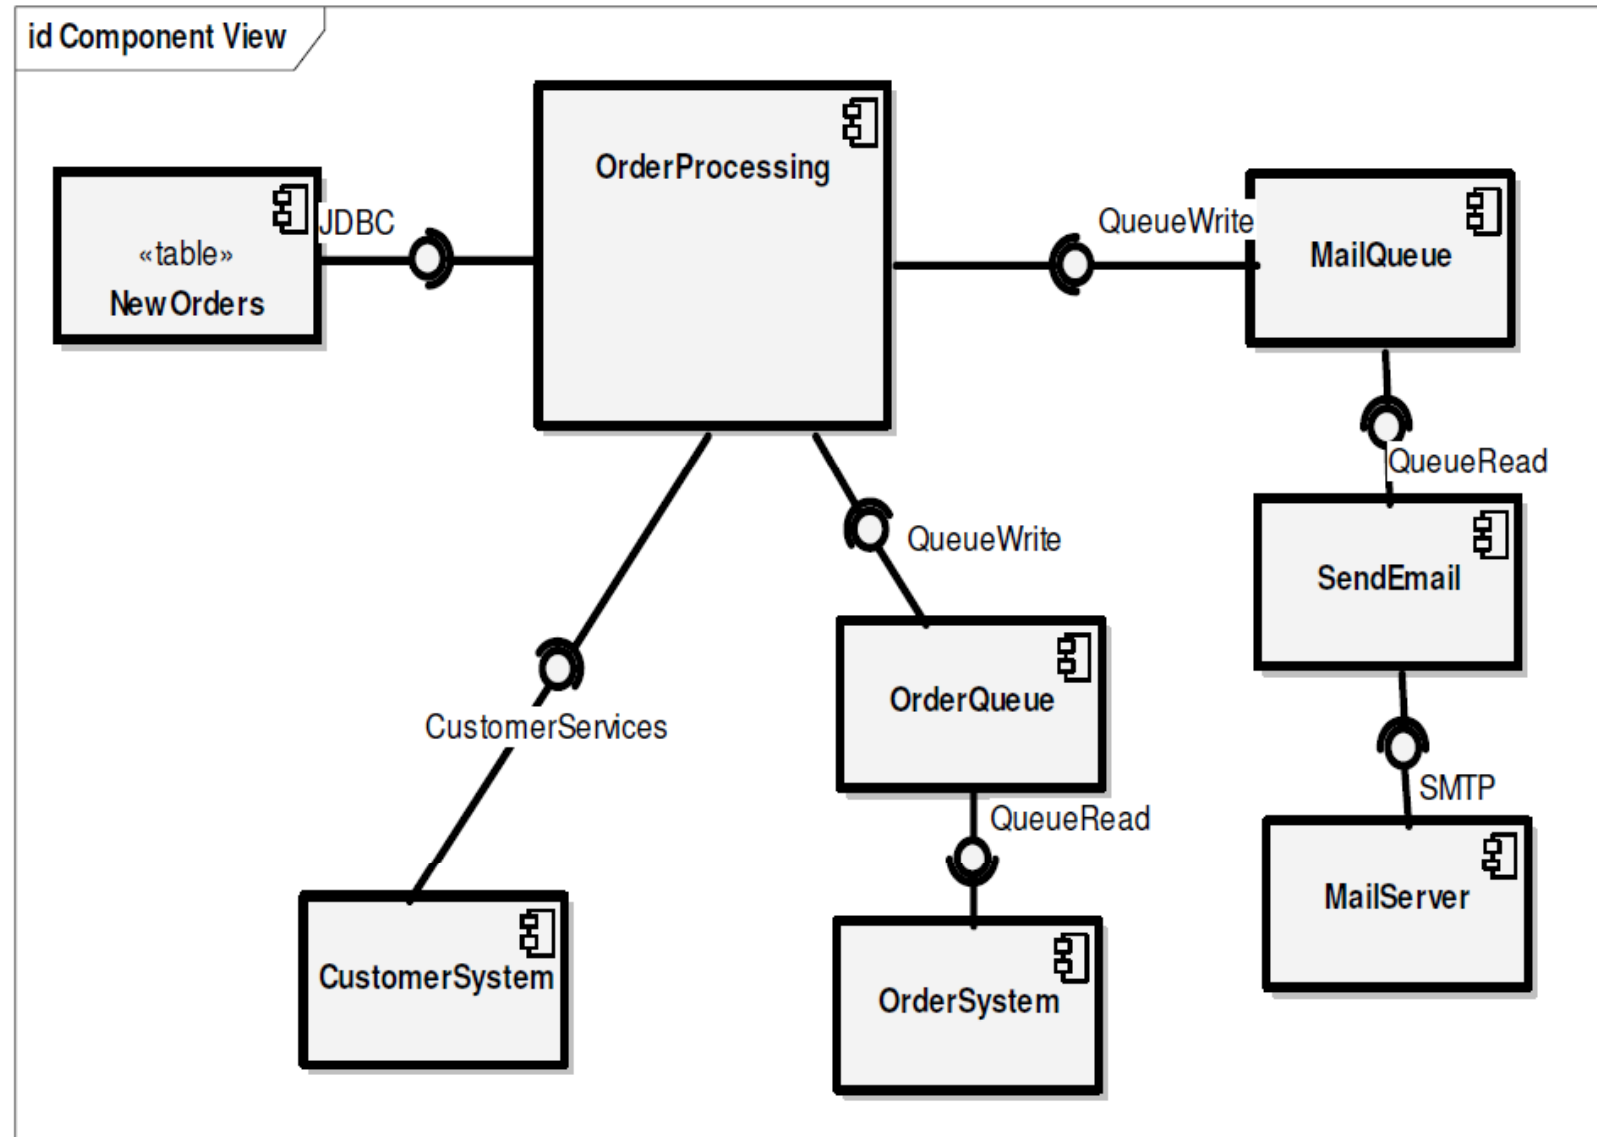 id Component View
OrderProcessing
«table»
NewOrders
JDBC
QueueWrite
MailQueue
QueueRead
QueueWrite
SendEmail
CustomerServices
OrderQueue
SMTP
QueueRead
MailServer
CustomerSystem
OrderSystem